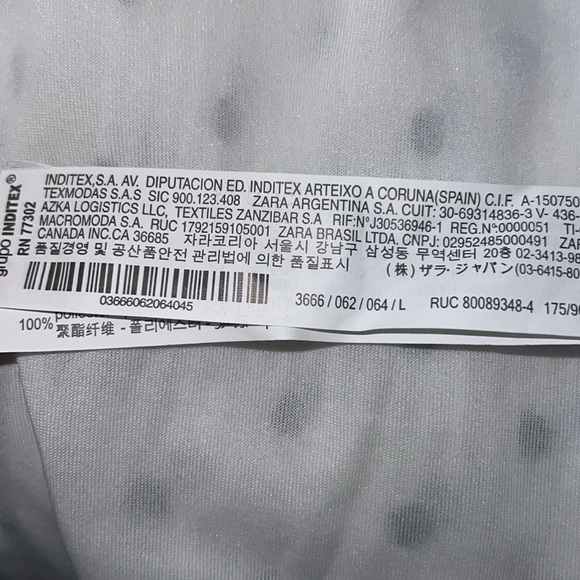 grupo INDITEX®
RN 77302
INDITEX,S.A. AV. DIPUTACION ED. INDITEX ARTEIXO A CORUNA(SPAIN) C.I.F. A-150750
TEXMODAS S.A.S SIC 900.123.408 ZARA ARGENTINA S.A. CUIT: 30-69314836-3 V- 436-
AZKA LOGISTICS LLC, TEXTILES ZANZIBAR S.A RIF:NºJ30536946-1 REG.Nº0000051 TI-
MACROMODA S.A. RUC 1792159105001 ZARA BRASIL LTDA. CNPJ: 02952485000491 ZAR
CANADA INC.CA 36685 자라코리아 서울시 강남구 삼성동 무역센터 20층 02-3413-98
품질경영 및 공산품안전 관리법에 의한 품질표시 (株) ザラ・ジャパン(03-6415-80
03666062064045
3666 / 062 / 064 / L RUC 80089348-4 175/96
100%
聚酯纤维 - 폴리에스터 -